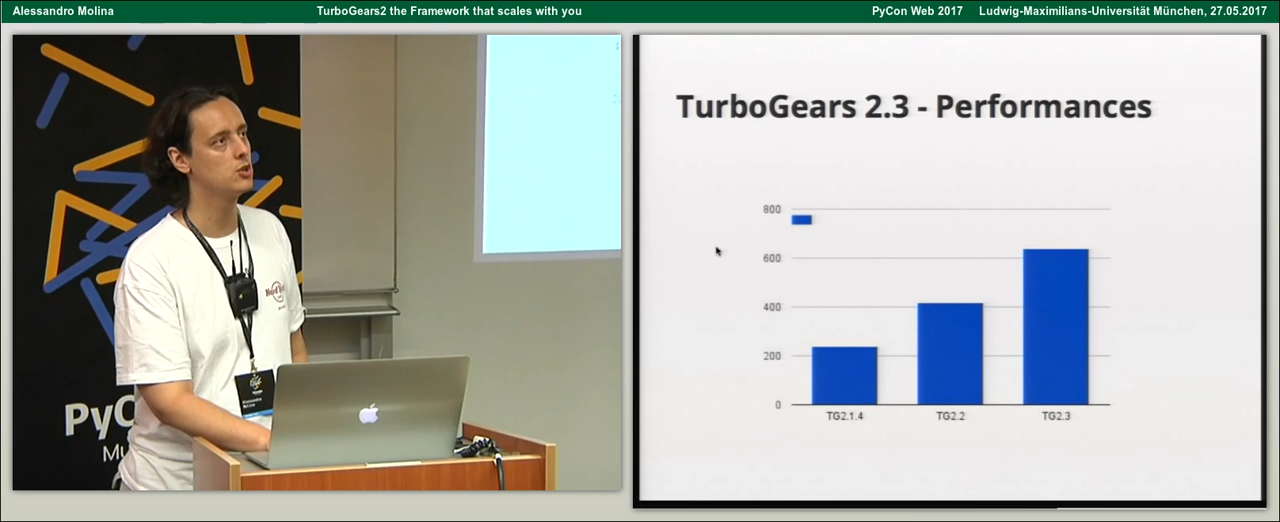 Alessandro Molina
TurboGears2 the Framework that scales with you
PyCon Web 2017
Ludwig-Maximilians-Universität München, 27.05.2017
PyC
Mu
TurboGears 2.3 - Performances
800
600
400
200
0
TG2.1.4
TG2.2
TG2.3